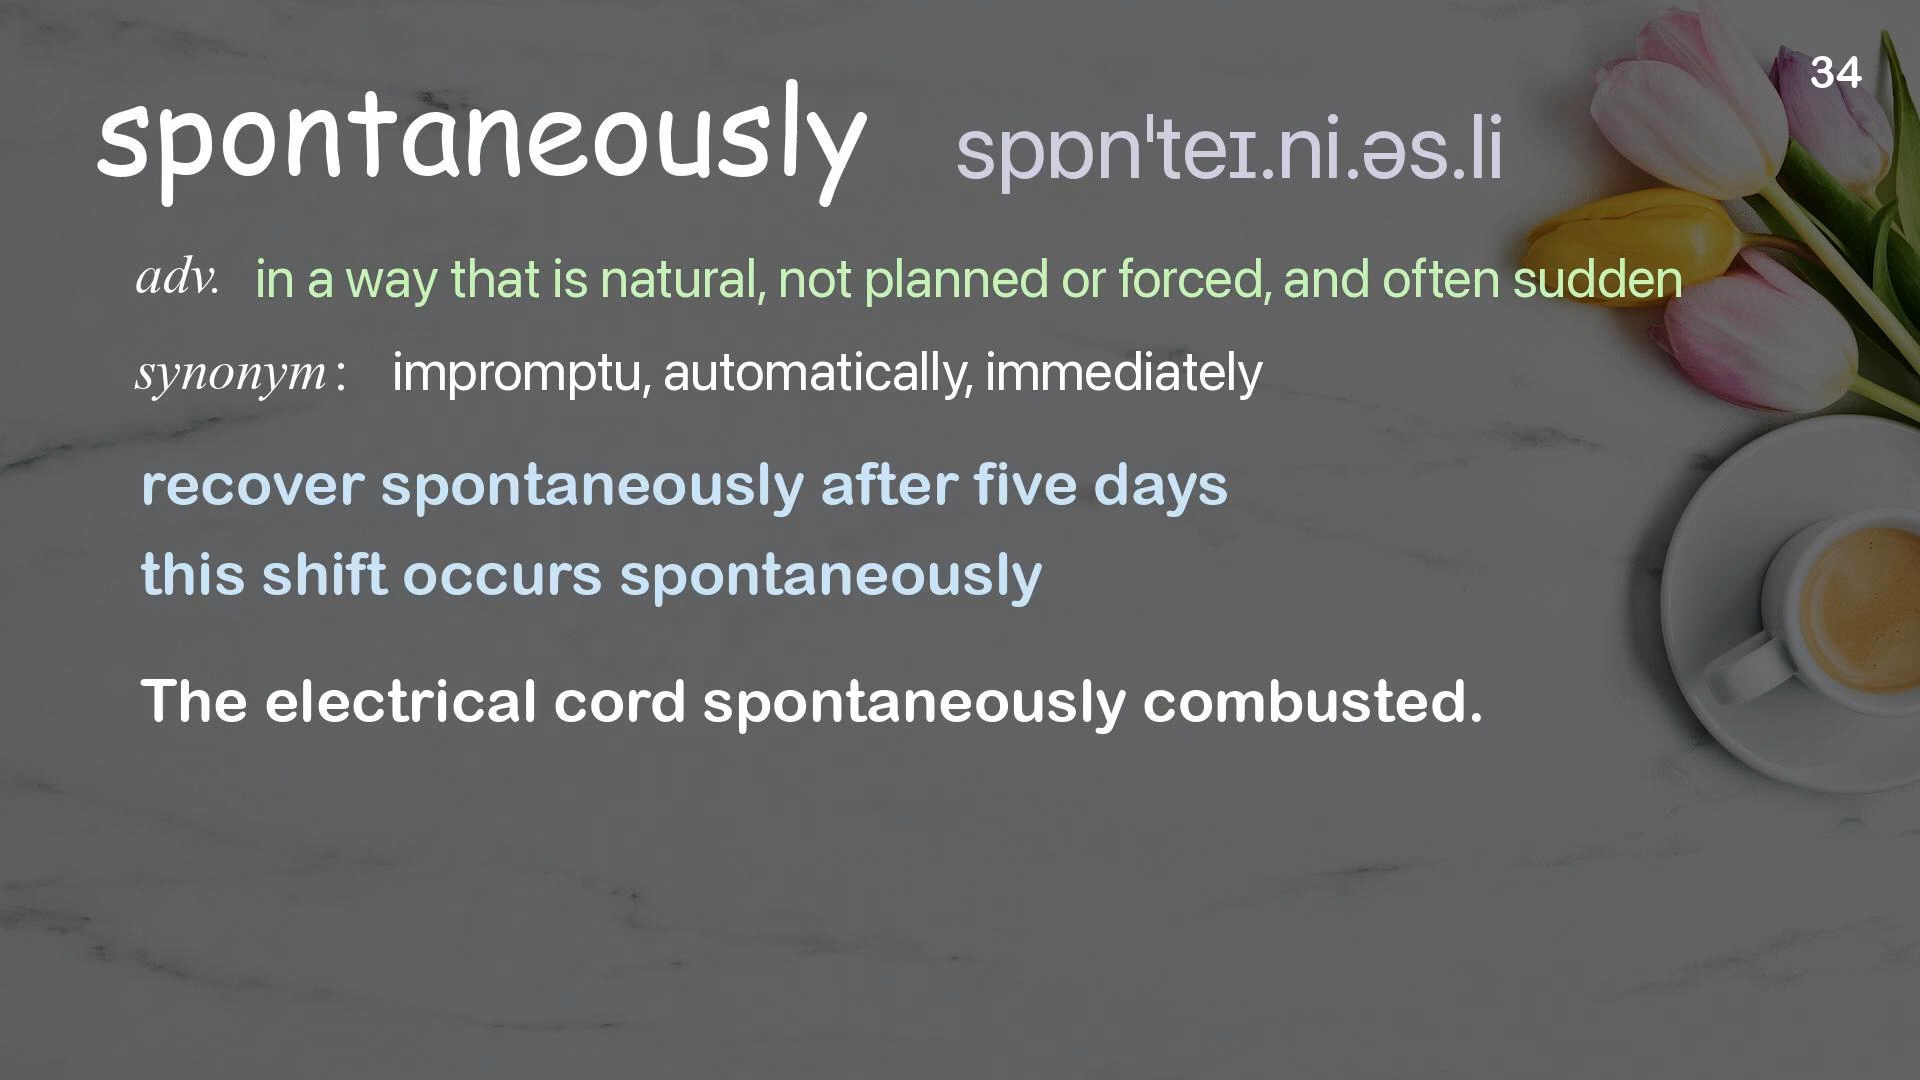 34
spontaneously spɒnˈteɪ.ni.əs.li
adv. in a way that is natural, not planned or forced, and often sudden
synonym : impromptu, automatically, immediately
recover spontaneously after five days
this shift occurs spontaneously
The electrical cord spontaneously combusted.